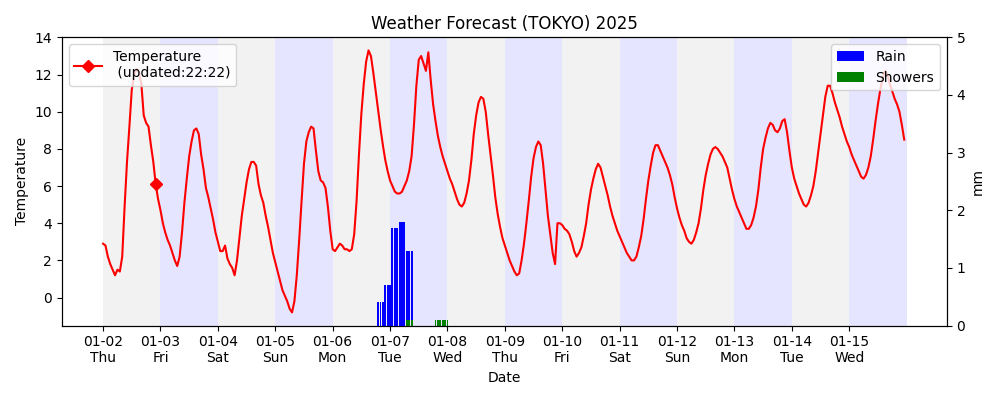 Weather Forecast (TOKYO) 2025
Temperature
(updated:22:22)
Rain
Showers
14
12
10
8
6
4
2
0
Temperature
5
4
3
2
1
0
mm
01-02 01-03 01-04 01-05 01-06 01-07 01-08 01-09 01-10 01-11 01-12 01-13 01-14 01-15
Thu Fri Sat Sun Mon Tue Wed Thu Fri Sat Sun Mon Tue Wed
Date